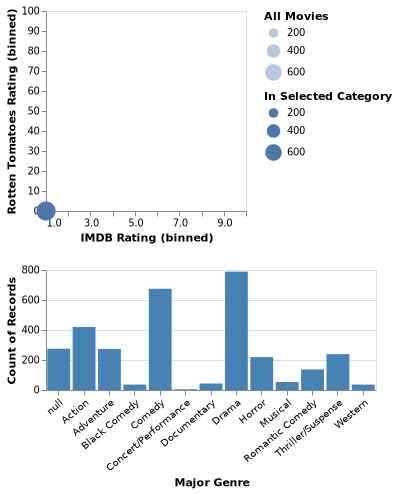 100
90
80
70
60
50
40
30
20
10
0
Rotten Tomatoes Rating (binned)
1.0 3.0 5.0 7.0 9.0
IMDB Rating (binned)
All Movies
200
400
600
In Selected Category
200
400
600
800
600
400
200
0
Count of Records
null Action Adventure Black Comedy Comedy Concert/Performance Documentary Drama Horror Musical Romantic Comedy Thriller/Suspense Western
Major Genre